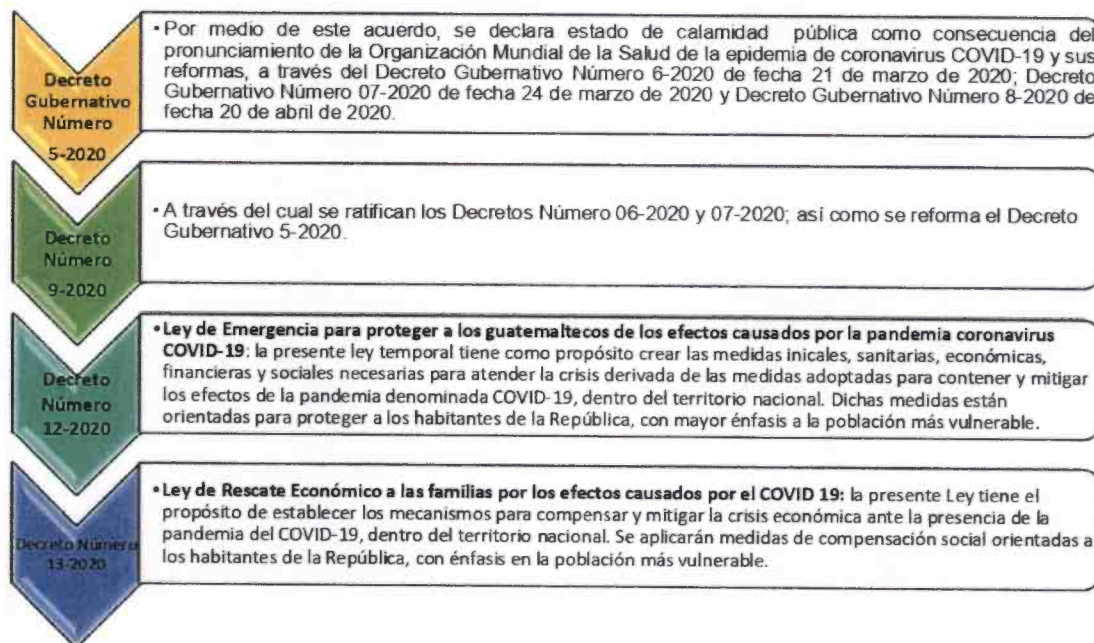 Decreto
Gubernativo
Número
5-2020
• Por medio de este acuerdo, se declara estado de calamidad pública como consecuencia del
pronunciamiento de la Organización Mundial de la Salud de la epidemia de coronavirus COVID-19 y sus
reformas, a través del Decreto Gubernativo Número 6-2020 de fecha 21 de marzo de 2020; Decreto
Gubernativo Número 07-2020 de fecha 24 de marzo de 2020 y Decreto Gubernativo Número 8-2020 de
fecha 20 de abril de 2020.
Decreto
Número
9-2020
• A través del cual se ratifican los Decretos Número 06-2020 y 07-2020; así como se reforma el Decreto
Gubernativo 5-2020.
Decreto
Número
12-2020
• Ley de Emergencia para proteger a los guatemaltecos de los efectos causados por la pandemia coronavirus
COVID-19: la presente ley temporal tiene como propósito crear las medidas inicales, sanitarias, económicas,
financieras y sociales necesarias para atender la crisis derivada de las medidas adoptadas para contener y mitigar
los efectos de la pandemia denominada COVID-19, dentro del territorio nacional. Dichas medidas están
orientadas para proteger a los habitantes de la República, con mayor énfasis a la población más vulnerable.
Decreto Número
13-2020
• Ley de Rescate Económico a las familias por los efectos causados por el COVID 19: la presente Ley tiene el
propósito de establecer los mecanismos para compensar y mitigar la crisis económica ante la presencia de la
pandemia del COVID-19, dentro del territorio nacional. Se aplicarán medidas de compensación social orientadas a
los habitantes de la República, con énfasis en la población más vulnerable.